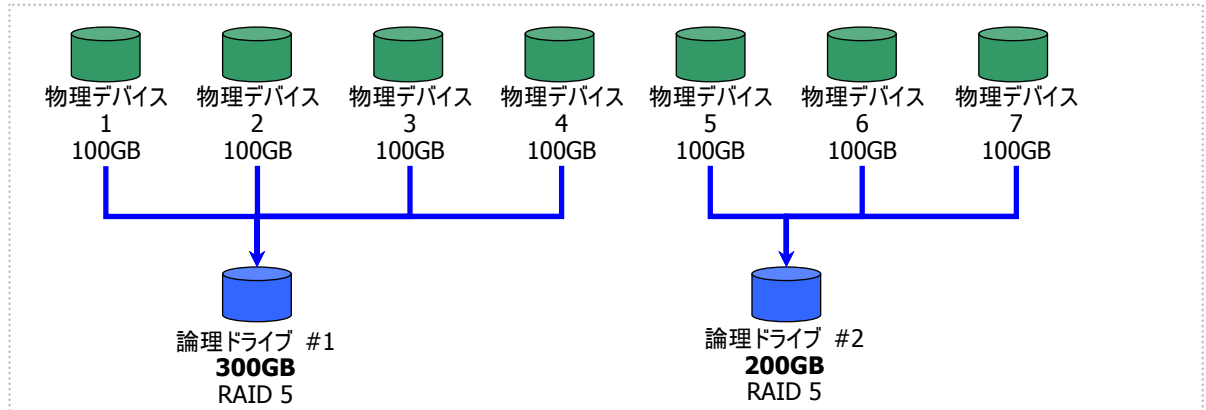 物理デバイス 物理デバイス 物理デバイス 物理デバイス 物理デバイス 物理デバイス 物理デバイス
1 2 3 4 5 6 7
100GB 100GB 100GB 100GB 100GB 100GB 100GB
論理ドライブ #1 論理ドライブ #2
300GB 200GB
RAID 5 RAID 5